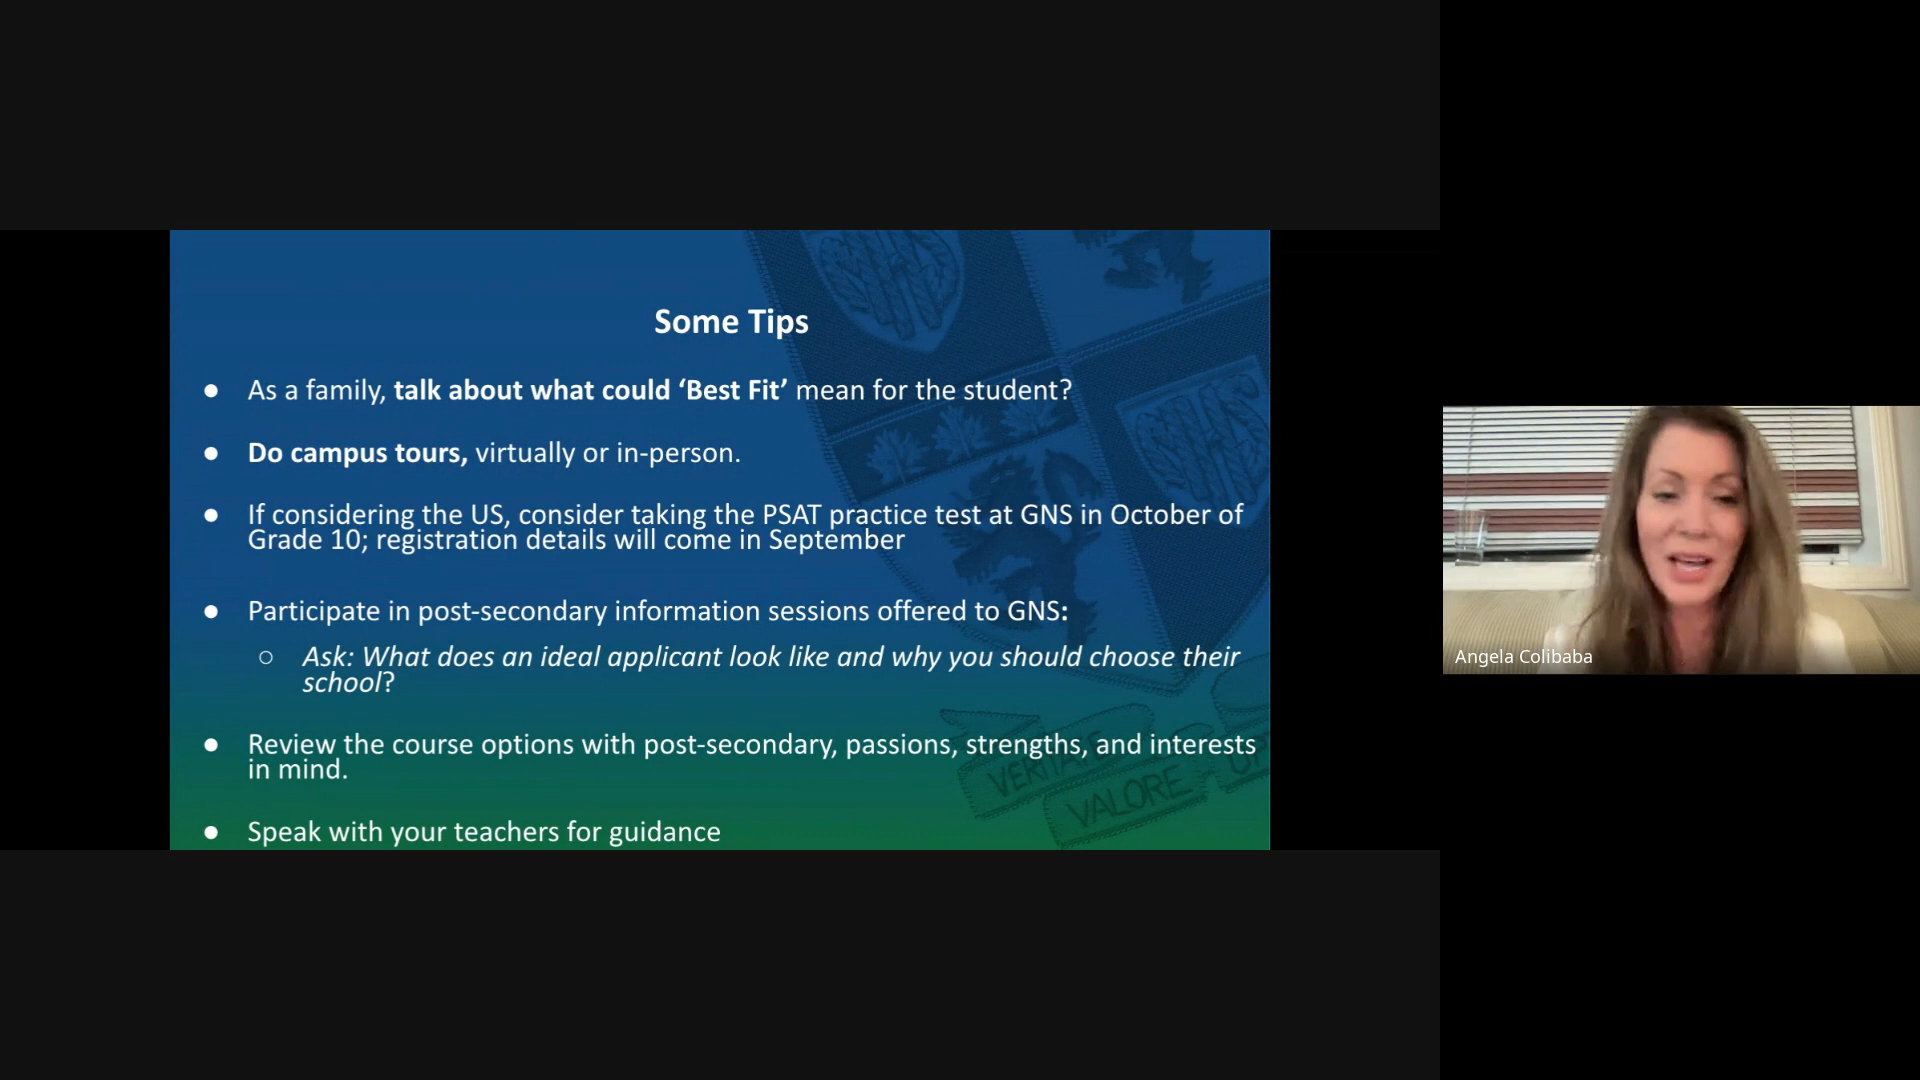 Some Tips
● As a family, talk about what could ‘Best Fit’ mean for the student?
● Do campus tours, virtually or in-person.
● If considering the US, consider taking the PSAT practice test at GNS in October of
Grade 10; registration details will come in September
● Participate in post-secondary information sessions offered to GNS:
○ Ask: What does an ideal applicant look like and why you should choose their
school?
● Review the course options with post-secondary, passions, strengths, and interests
in mind.
● Speak with your teachers for guidance
VALORE
Angela Colibaba